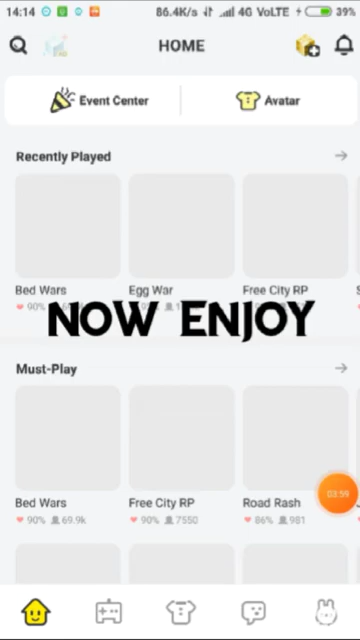 14:14 86.4K/s 4G VoLTE 39%
HOME
Event Center Avatar
Recently Played
Bed Wars Egg War Free City RP
90%
NOW ENJOY
Must-Play
Bed Wars Free City RP Road Rash
90% 69.9k 90% 7550 86% 981
03:59